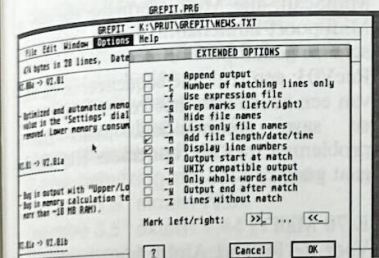 GREPIT.PRG
GREPIT - K:\PRUT\GREPIT\NEWS.TXT
File Edit Window Options Help
bytes in 20 lines, Date
-> V2.01
- Optimized and automated memo
value in the 'Settings' dial
removed. Lower memory consum
-> V2.01a
- Bug in output with "Upper/Lo
- Bug in memory calculation te
more than ~10 MB RAM).
V2.01a -> V2.01b
EXTENDED OPTIONS
Append output
-c Number of matching lines only
-f Use expression file
-g Grep marks (left/right)
-h Hide file names
-l List only file names
Add file length/date/time
-n Display line numbers
Output start at match
UNIX compatible output
-w Only whole words match
Output end after match
-z Lines without match
Mark left/right: >>_ ... <<_
? Cancel OK